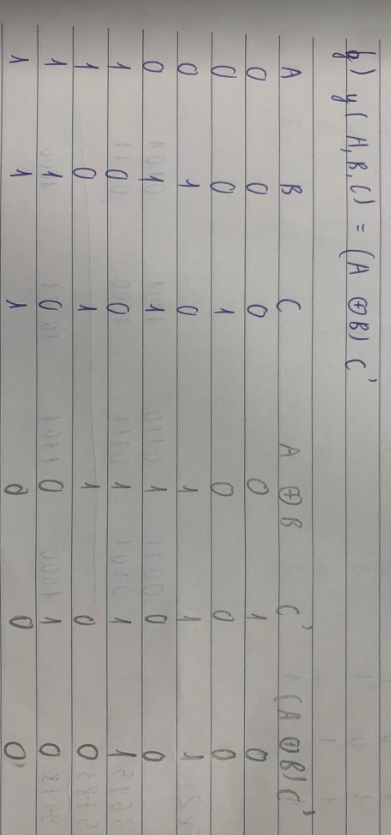 b) y(A, B, C) = (A ⊕ B) C'
A B C A ⊕ B C' (A ⊕ B) C'
0 0 0 0 1 0
0 0 1 0 0 0
0 1 0 1 1 1
0 1 1 1 0 0
1 0 0 1 1 1
1 0 1 1 0 0
1 1 0 0 1 0
1 1 1 0 0 0